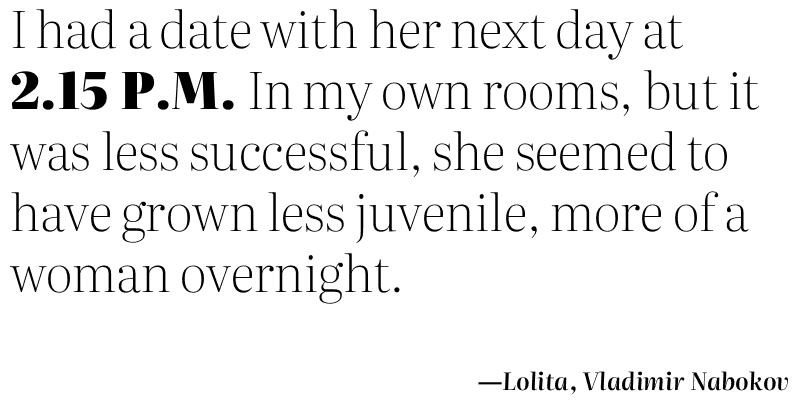 I had a date with her next day at
2.15 P.M. In my own rooms, but it
was less successful, she seemed to
have grown less juvenile, more of a
woman overnight.
—Lolita, Vladimir Nabokov